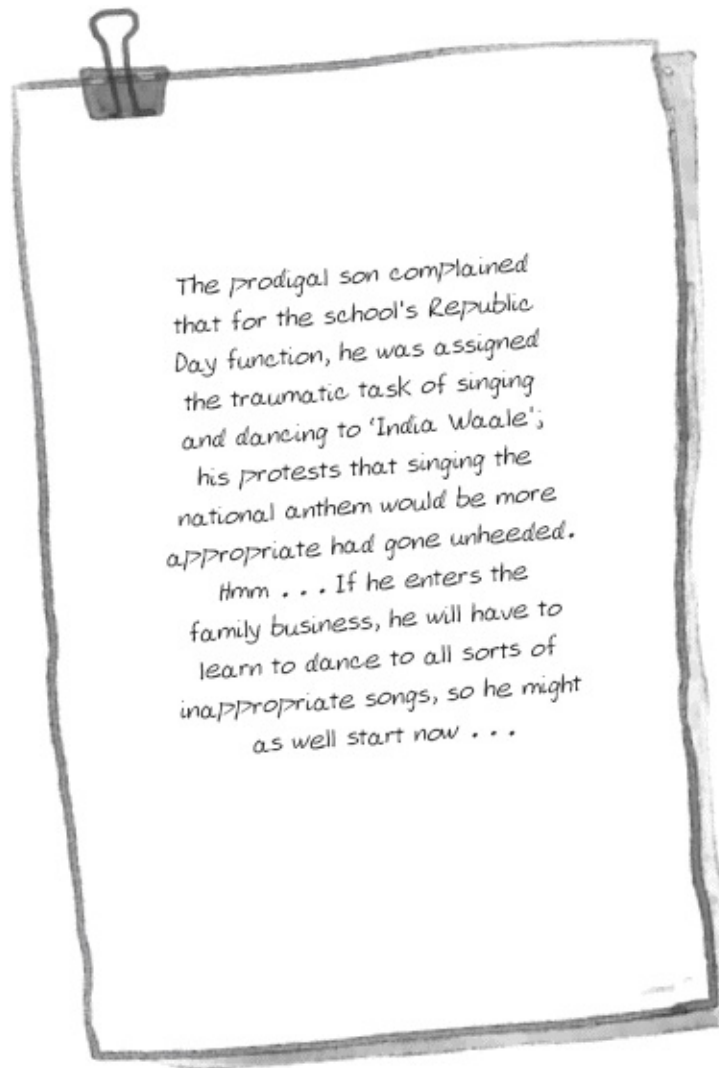 The prodigal son complained
that for the school's Republic
Day function, he was assigned
the traumatic task of singing
and dancing to ‘India Waale’;
his protests that singing the
national anthem would be more
appropriate had gone unheeded.
Hmm . . . If he enters the
family business, he will have to
learn to dance to all sorts of
inappropriate songs, so he might
as well start now . . .